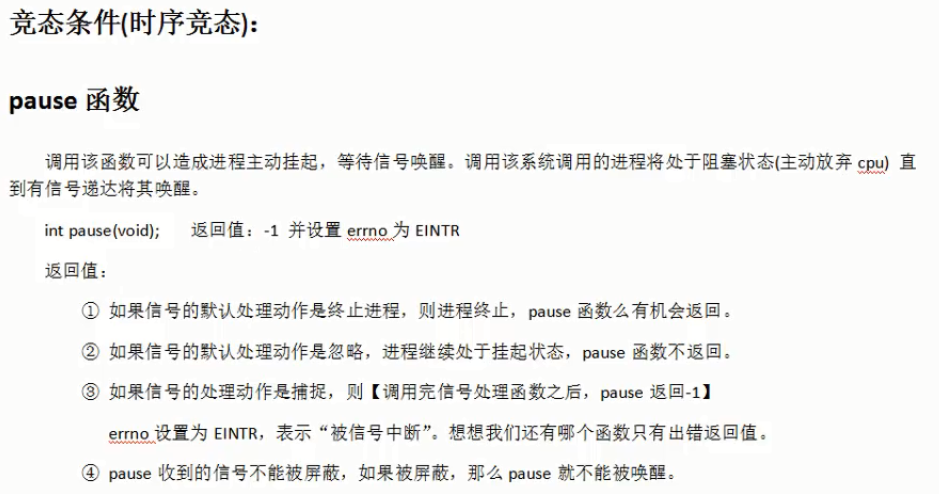 竞态条件(时序竞态)：
pause 函数
调用该函数可以造成进程主动挂起，等待信号唤醒。调用该系统调用的进程将处于阻塞状态(主动放弃 cpu) 直
到有信号递达将其唤醒。
int pause(void); 返回值：-1 并设置 errno 为 EINTR
返回值：
① 如果信号的默认处理动作是终止进程，则进程终止，pause 函数么有机会返回。
② 如果信号的默认处理动作是忽略，进程继续处于挂起状态，pause 函数不返回。
③ 如果信号的处理动作是捕捉，则【调用完信号处理函数之后，pause 返回-1】
errno 设置为 EINTR，表示“被信号中断”。想想我们还有哪个函数只有出错返回值。
④ pause 收到的信号不能被屏蔽，如果被屏蔽，那么 pause 就不能被唤醒。